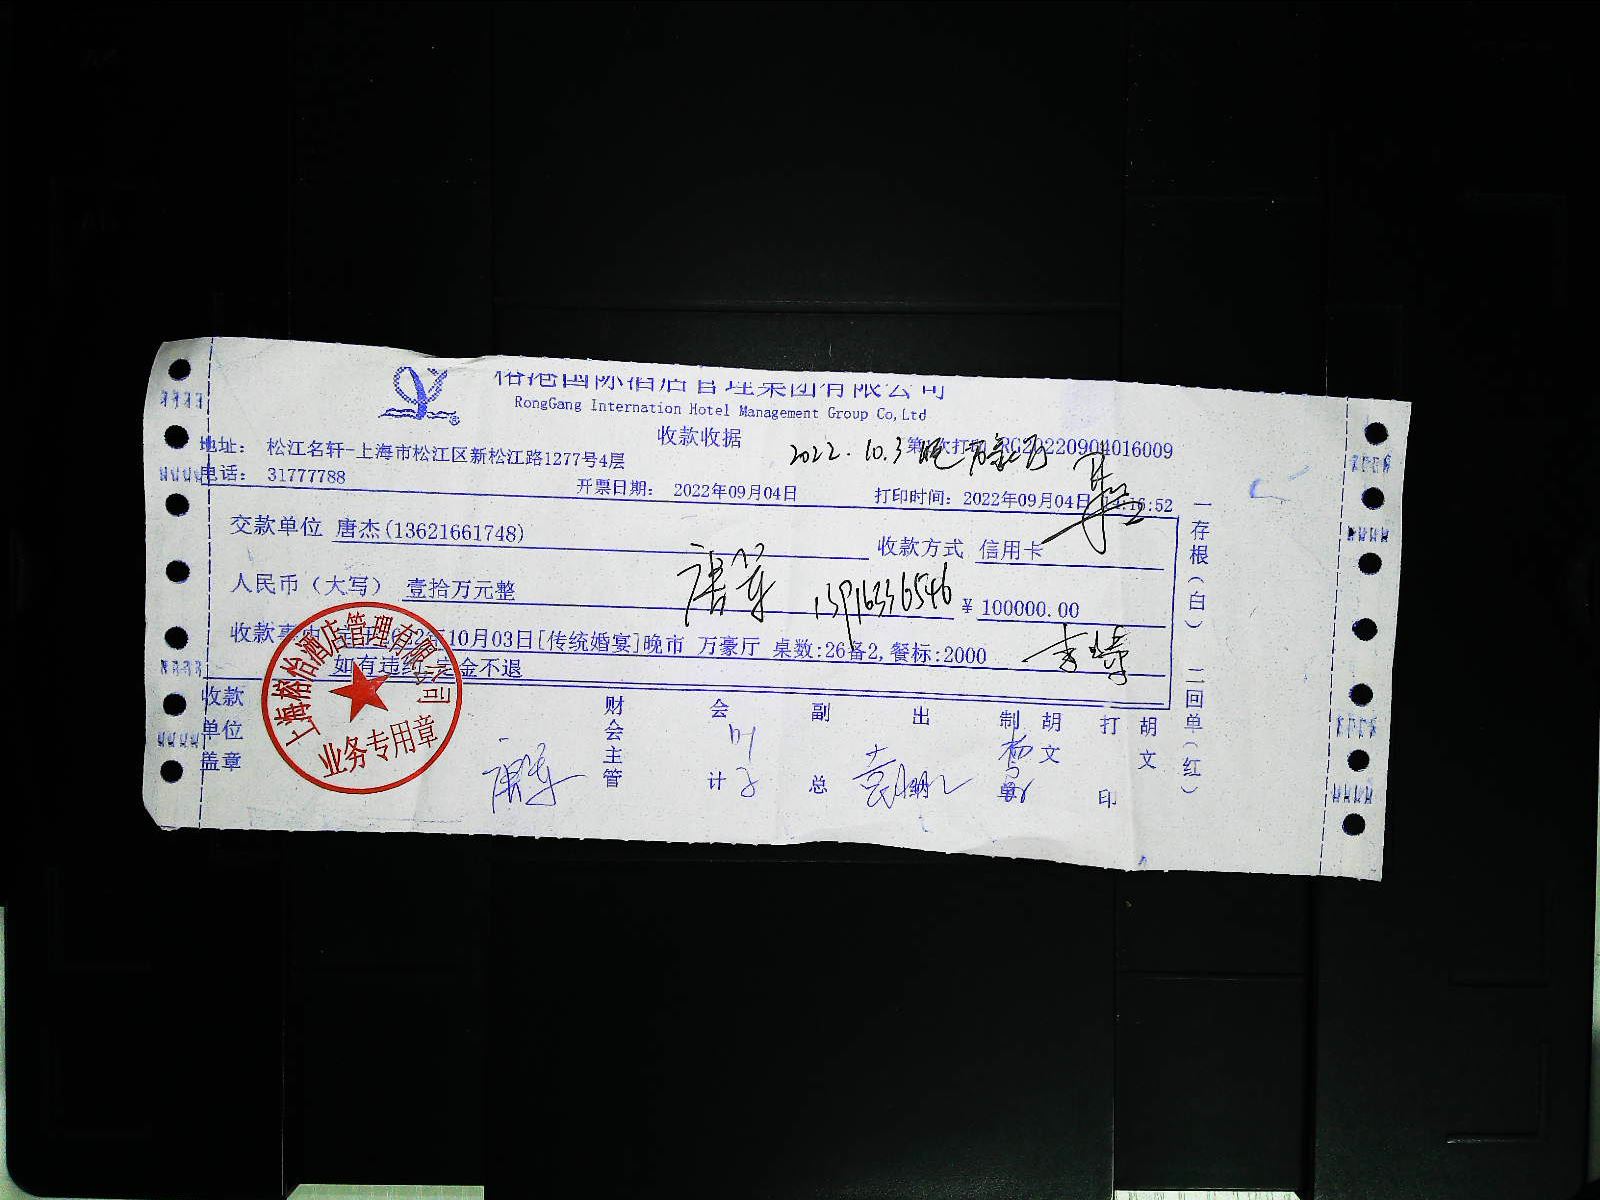 国际酒店管理集团有限公司
RongGang Internation Hotel Management Group Co,Ltd
收款收据
2022.10.3 晚
地址： 松江名轩-上海市松江区新松江路1277号4层
电话： 31777788
开票日期： 2022年09月04日
打印时间：2022年09月04日 :16:52
交款单位 唐杰(13621661748)
收款方式 信用卡
人民币（大写） 壹拾万元整
13916336546
￥ 100000.00
收款事由 10月03日[传统婚宴]晚市 万豪厅 桌数:26备2,餐标:2000
如有违约,定金不退
上海 怡酒店管理有限公司
业务专用章
收款单位盖章
财会主管
会计
副总
出
制单
胡文
打印
胡文
一存根（白） 二回单（红）